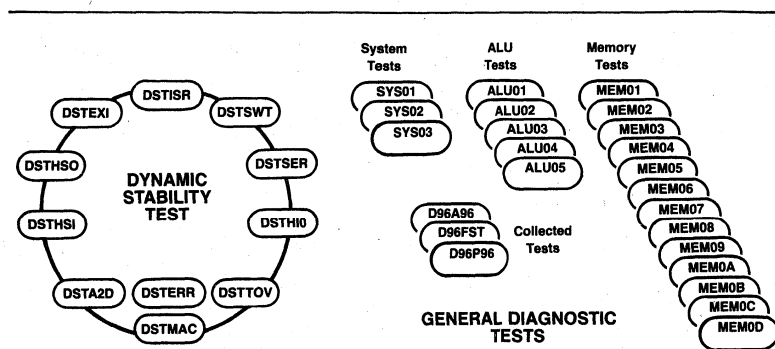 DSTISR
DSTEXI
DSTSWT
DSTHSO
DSTSER
DYNAMIC
STABILITY
TEST
DSTHSI
DSTHI0
DSTA2D
DSTERR
DSTTOV
DSTMAC
System
Tests
SYS01
SYS02
SYS03
ALU
Tests
ALU01
ALU02
ALU03
ALU04
ALU05
Memory
Tests
MEM01
MEM02
MEM03
MEM04
MEM05
MEM06
MEM07
MEM08
MEM09
MEM0A
MEM0B
MEM0C
MEM0D
D96A96
D96FST
D96P96
Collected
Tests
GENERAL DIAGNOSTIC
TESTS